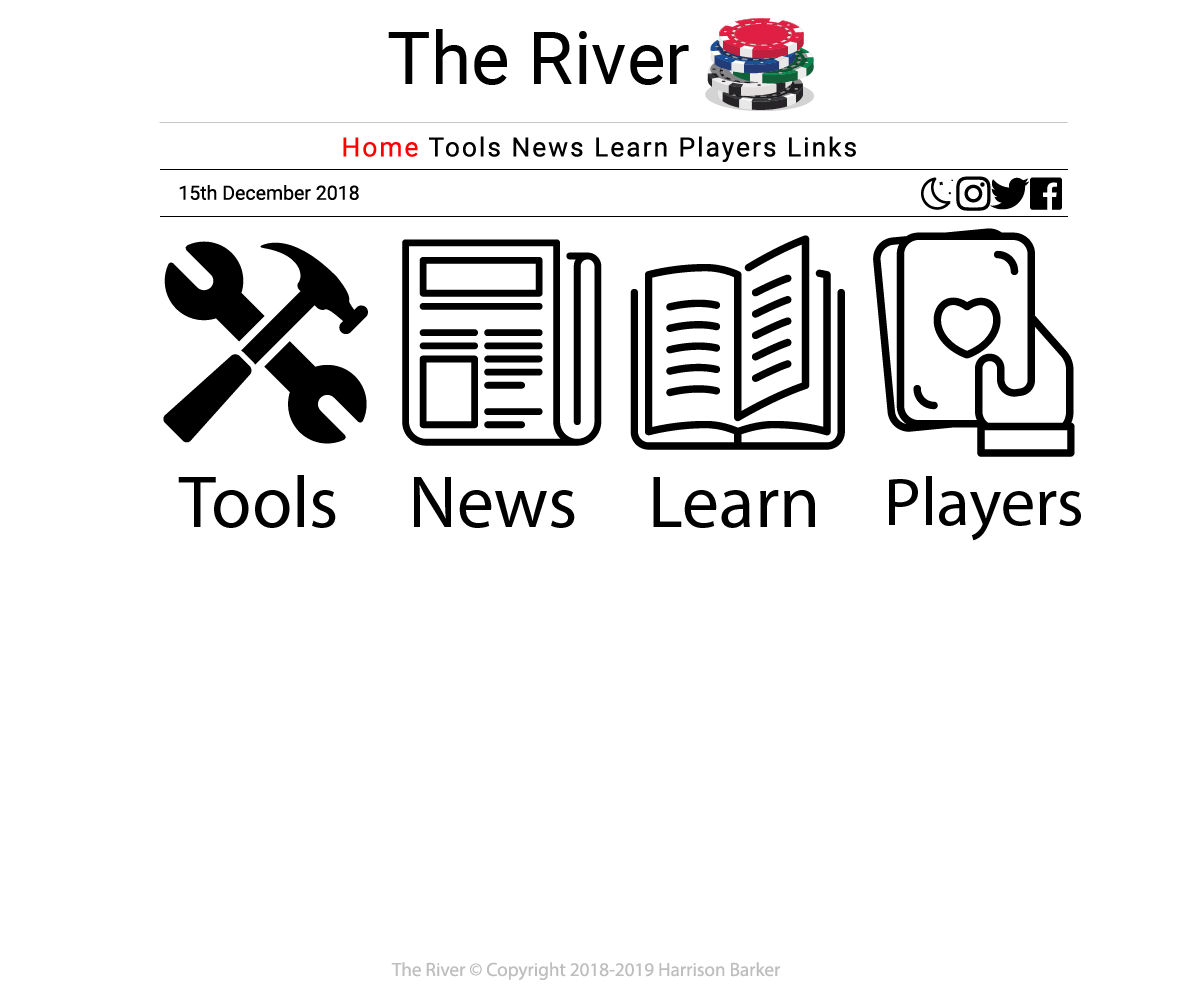 The River
Home Tools News Learn Players Links
15th December 2018
Tools News Learn Players
The River © Copyright 2018-2019 Harrison Barker